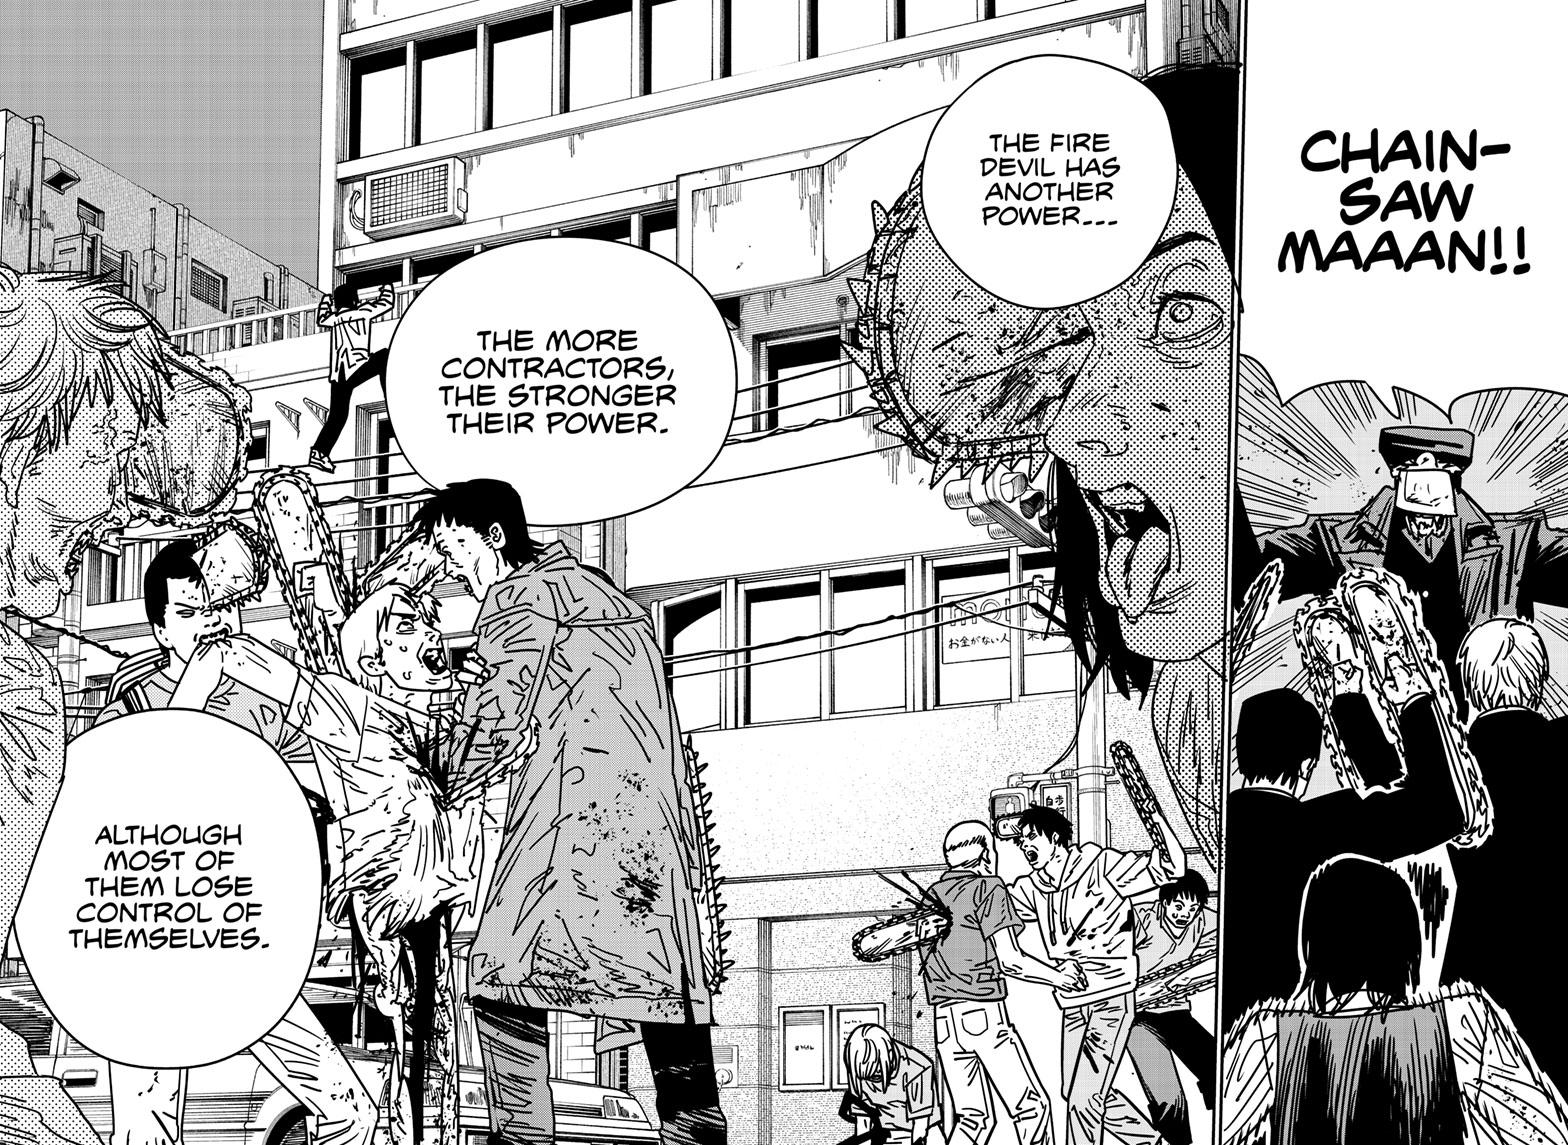 CHAIN-
SAW
MAAAN!!
THE FIRE
DEVIL HAS
ANOTHER
POWER...
THE MORE
CONTRACTORS,
THE STRONGER
THEIR POWER.
ALTHOUGH
MOST OF
THEM LOSE
CONTROL OF
THEMSELVES.
お金がない人